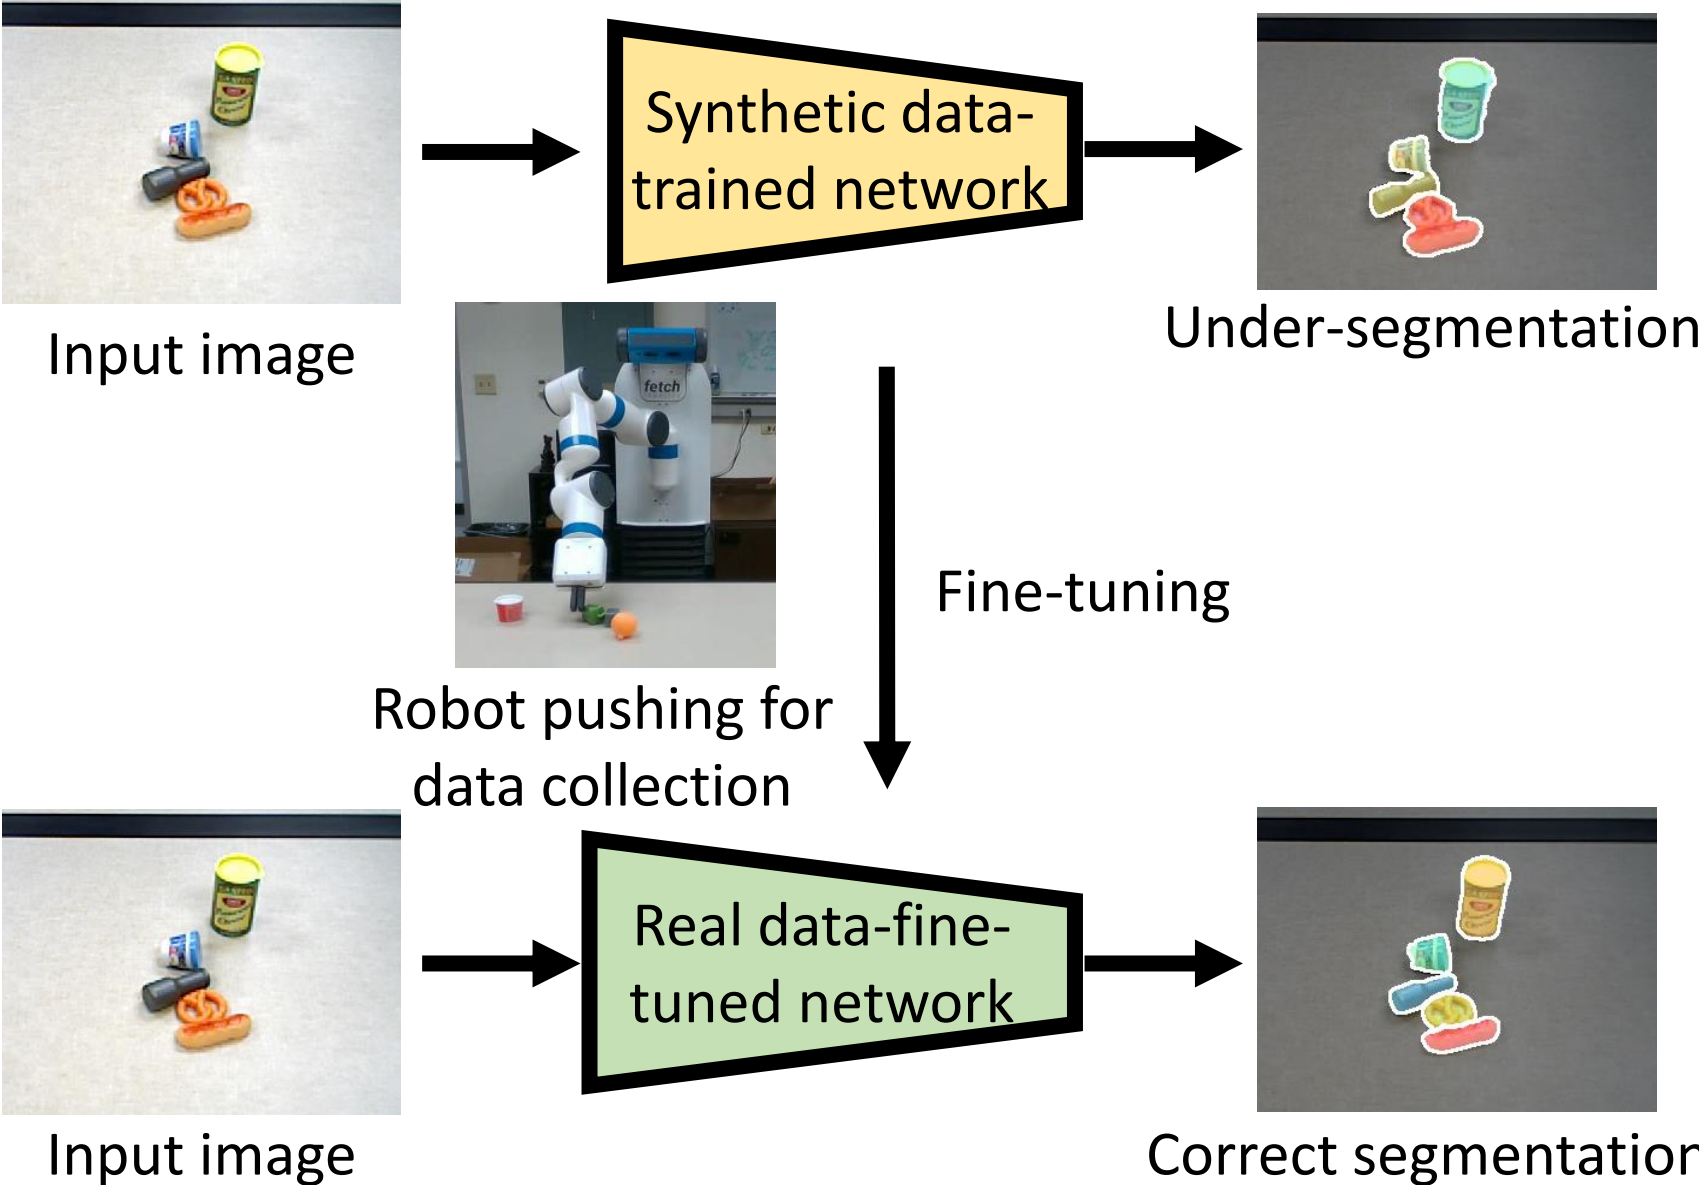 Synthetic data-
trained network
Input image
Under-segmentation
fetch
Fine-tuning
Robot pushing for
data collection
Real data-fine-
tuned network
Input image
Correct segmentation